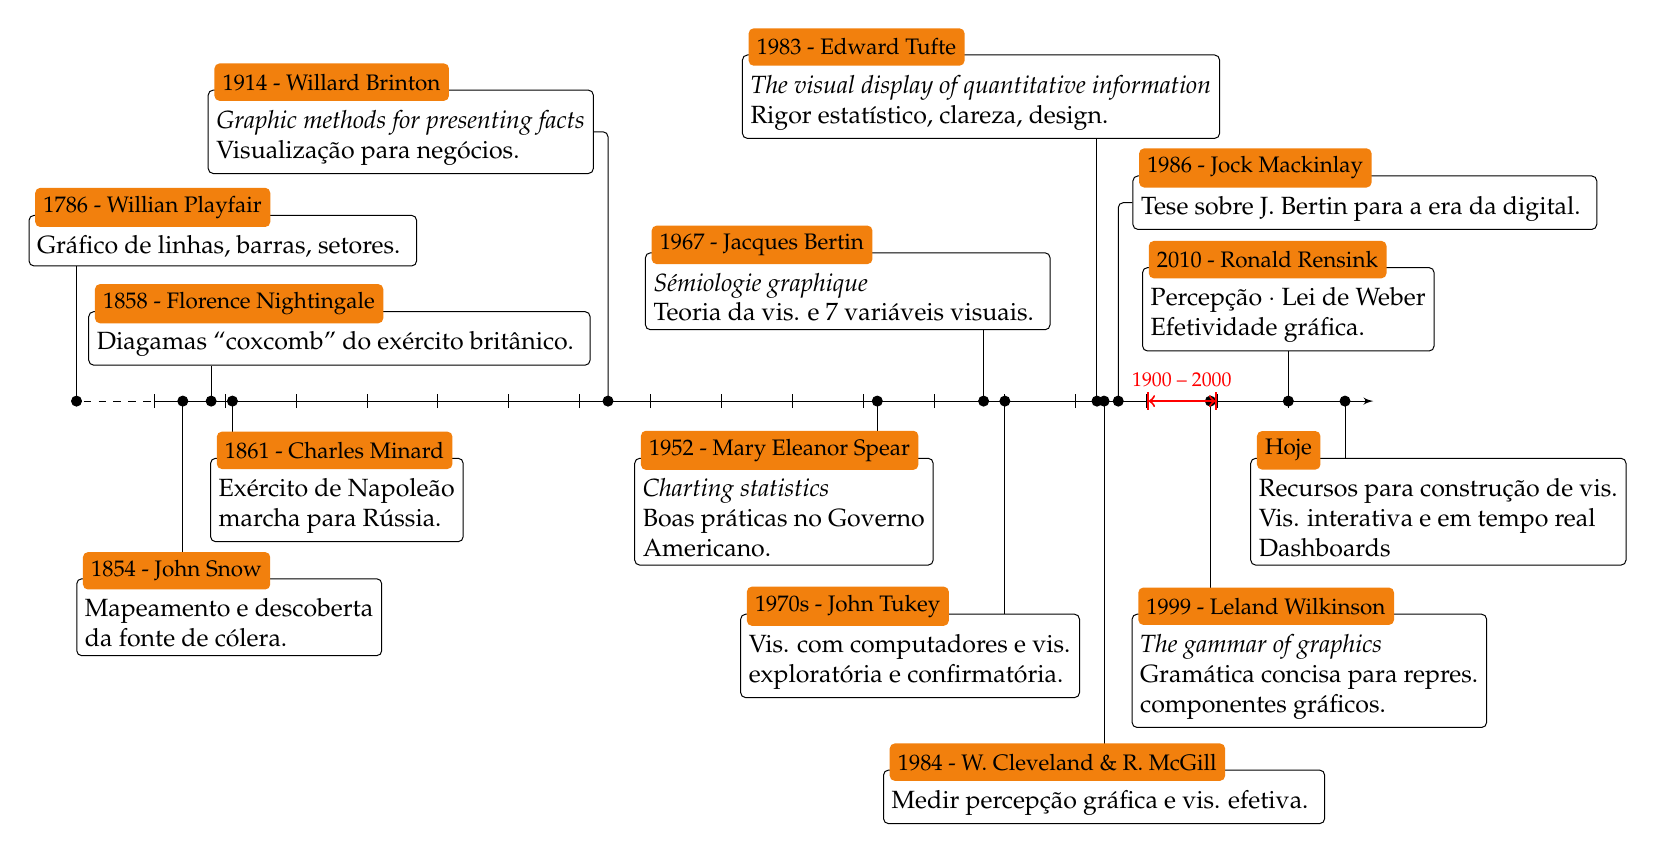 1983 - Edward Tufte
The visual display of quantitative information
Rigor estatístico, clareza, design.
1914 - Willard Brinton
Graphic methods for presenting facts
Visualização para negócios.
1986 - Jock Mackinlay
Tese sobre J. Bertin para a era da digital.
1786 - Willian Playfair
Gráfico de linhas, barras, setores.
1967 - Jacques Bertin
Sémiologie graphique
Teoria da vis. e 7 variáveis visuais.
2010 - Ronald Rensink
Percepção · Lei de Weber
Efetividade gráfica.
1858 - Florence Nightingale
Diagamas “coxcomb” do exército britânico.
1900 – 2000
1861 - Charles Minard
Exército de Napoleão
marcha para Rússia.
1952 - Mary Eleanor Spear
Charting statistics
Boas práticas no Governo
Americano.
Hoje
Recursos para construção de vis.
Vis. interativa e em tempo real
Dashboards
1854 - John Snow
Mapeamento e descoberta
da fonte de cólera.
1970s - John Tukey
Vis. com computadores e vis.
exploratória e confirmatória.
1999 - Leland Wilkinson
The gammar of graphics
Gramática concisa para repres.
componentes gráficos.
1984 - W. Cleveland & R. McGill
Medir percepção gráfica e vis. efetiva.